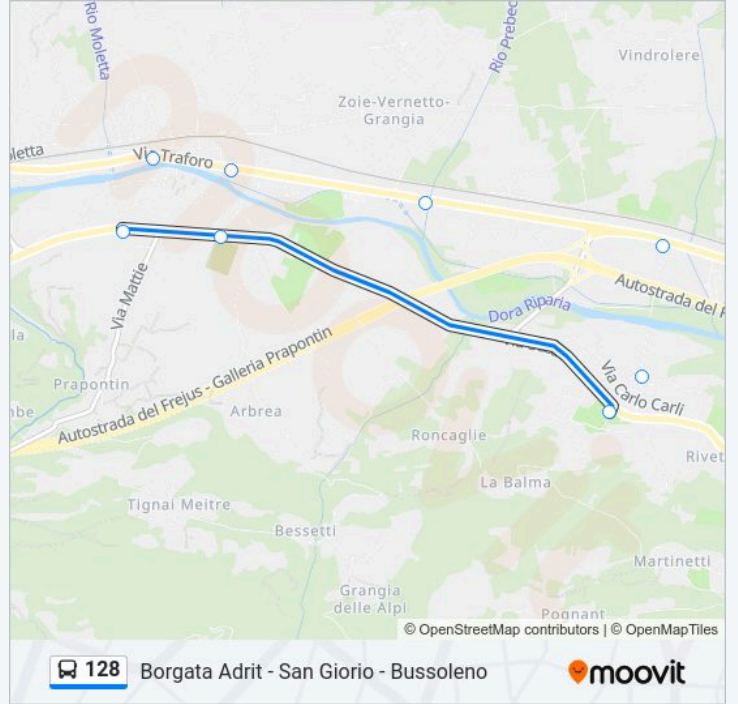 Rio Moletta
Rio Prebec
Vindrolere
Zoie-Vernetto-
Grangia
oletta
Via Traforo
Via Mattie
Autostrada del F
Dora Riparia
la
Prapontin
Autostrada del Frejus - Galleria Prapontin
Via Carlo Carli
mbe
Arbrea
Roncaglie
Rivet
La Balma
Tignai Meitre
Bessetti
Martinetti
Grangia
delle Alpi
Pognant
© OpenStreetMap contributors | © OpenMapTiles
128 Borgata Adrit - San Giorio - Bussoleno
moovit